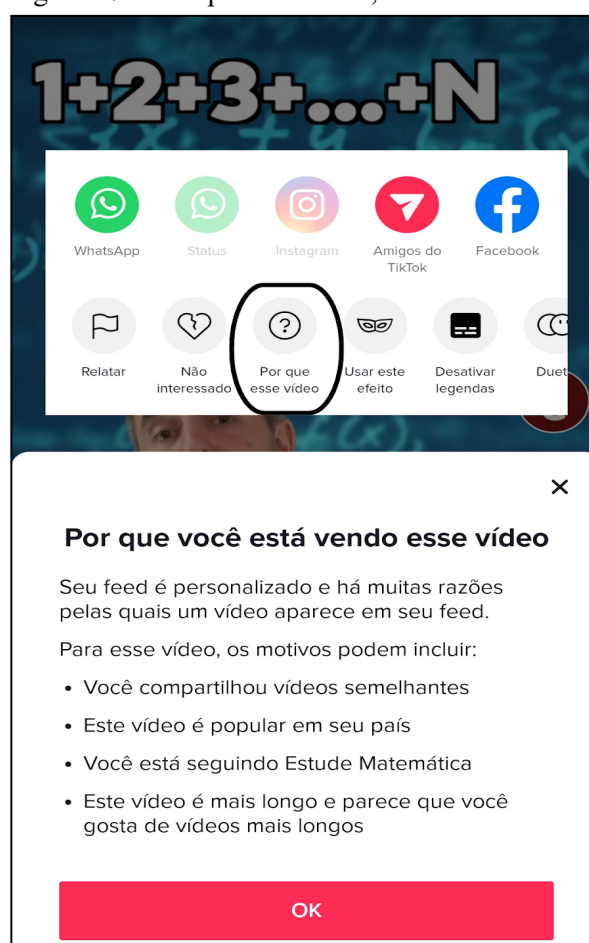 1+2+3+...+N
WhatsApp
Status
Instagram
Amigos do
TikTok
Facebook
Relatar
Não
interessado
Por que
esse vídeo
Usar este
efeito
Desativar
legendas
Duet
Por que você está vendo esse vídeo
Seu feed é personalizado e há muitas razões
pelas quais um vídeo aparece em seu feed.
Para esse vídeo, os motivos podem incluir:
• Você compartilhou vídeos semelhantes
• Este vídeo é popular em seu país
• Você está seguindo Estude Matemática
• Este vídeo é mais longo e parece que você
gosta de vídeos mais longos
OK